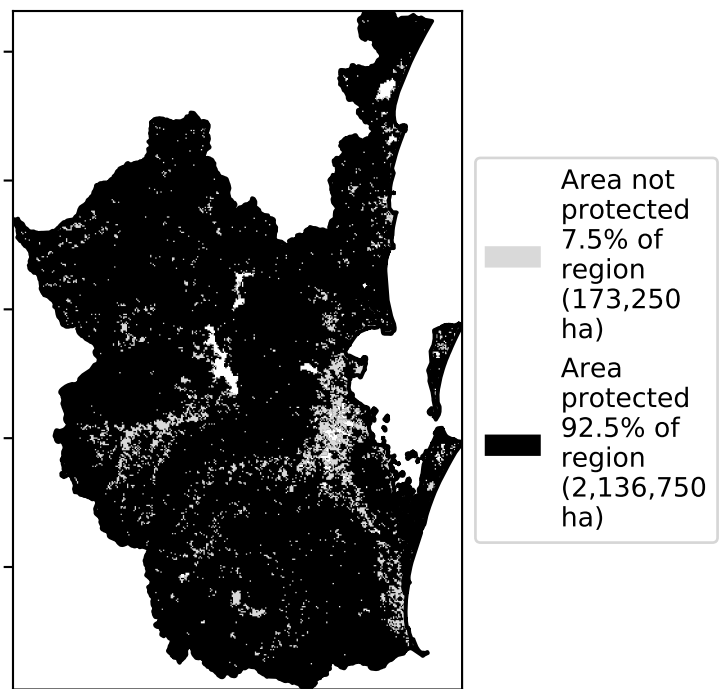 Area not
protected
7.5% of
region
(173,250
ha)
Area
protected
92.5% of
region
(2,136,750
ha)